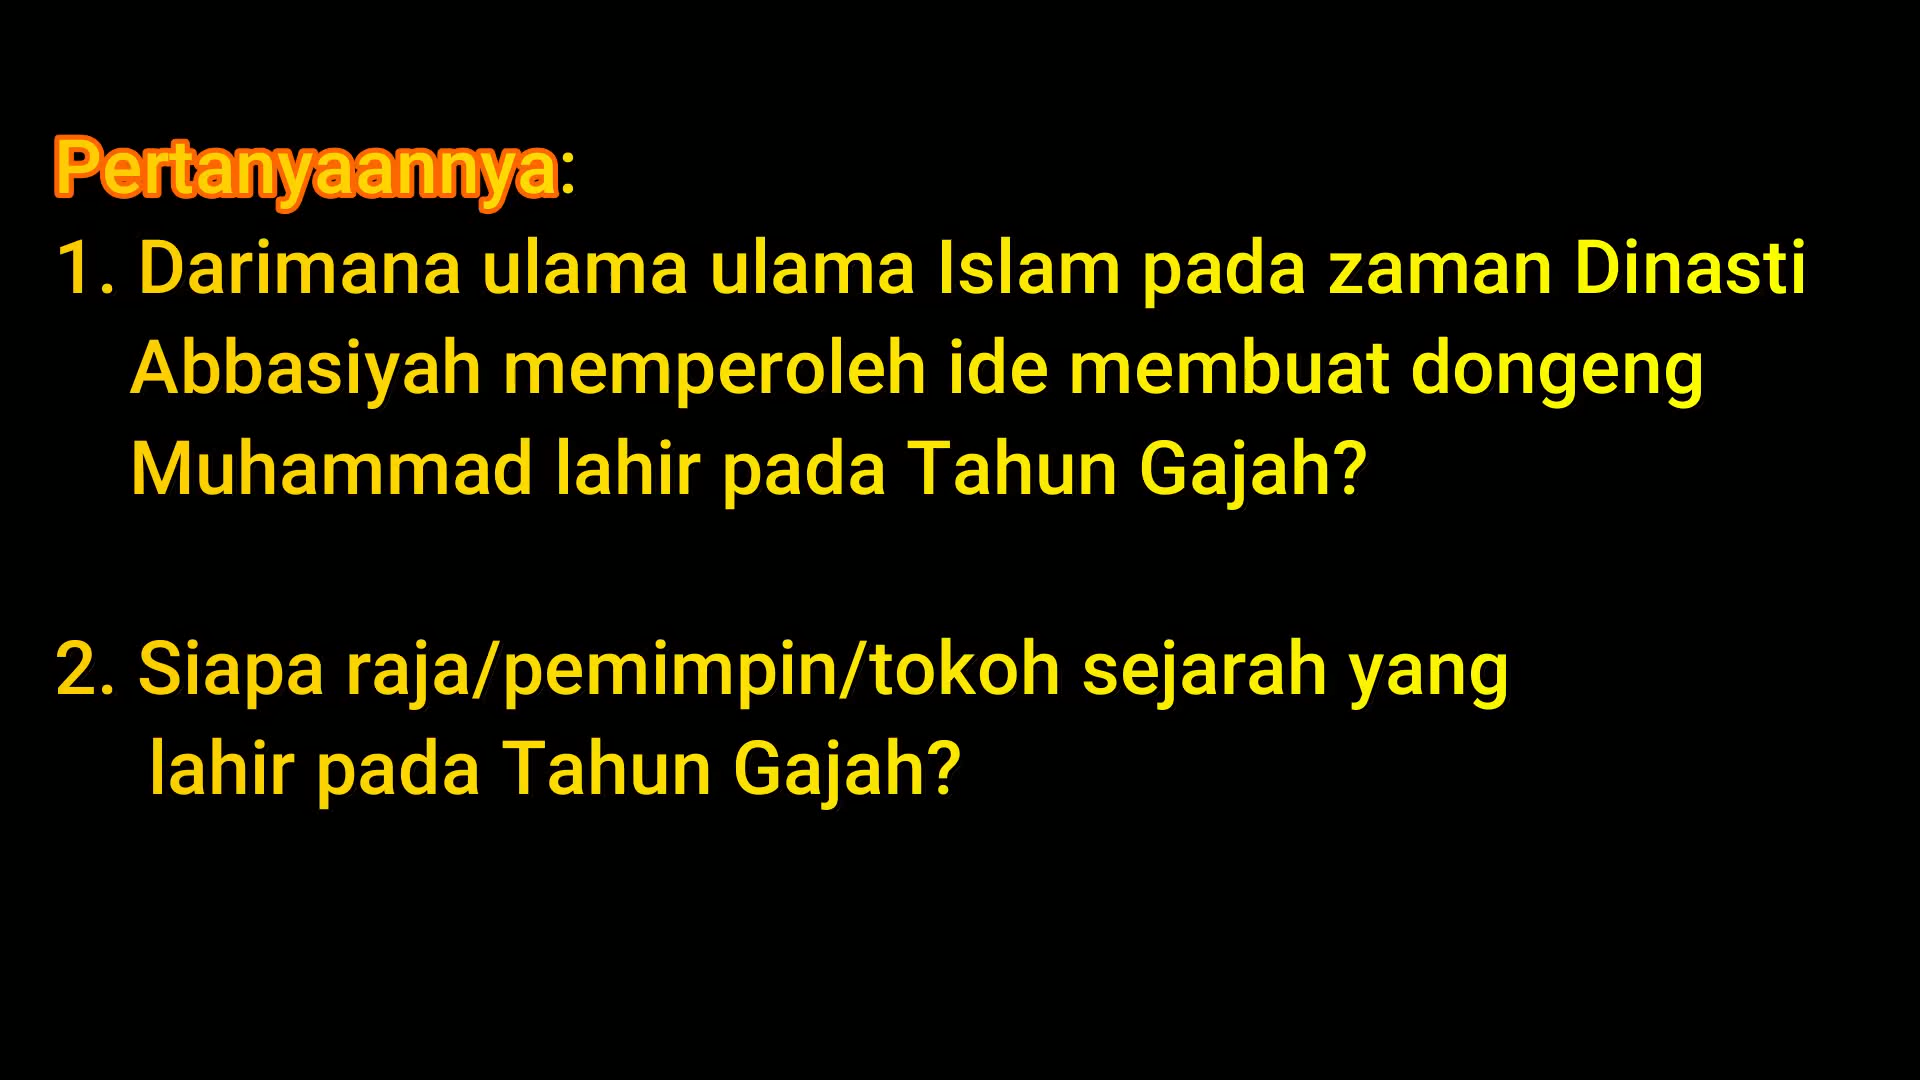 Pertanyaannya:
1. Darimana ulama ulama Islam pada zaman Dinasti
Abbasiyah memperoleh ide membuat dongeng
Muhammad lahir pada Tahun Gajah?
2. Siapa raja/pemimpin/tokoh sejarah yang
lahir pada Tahun Gajah?